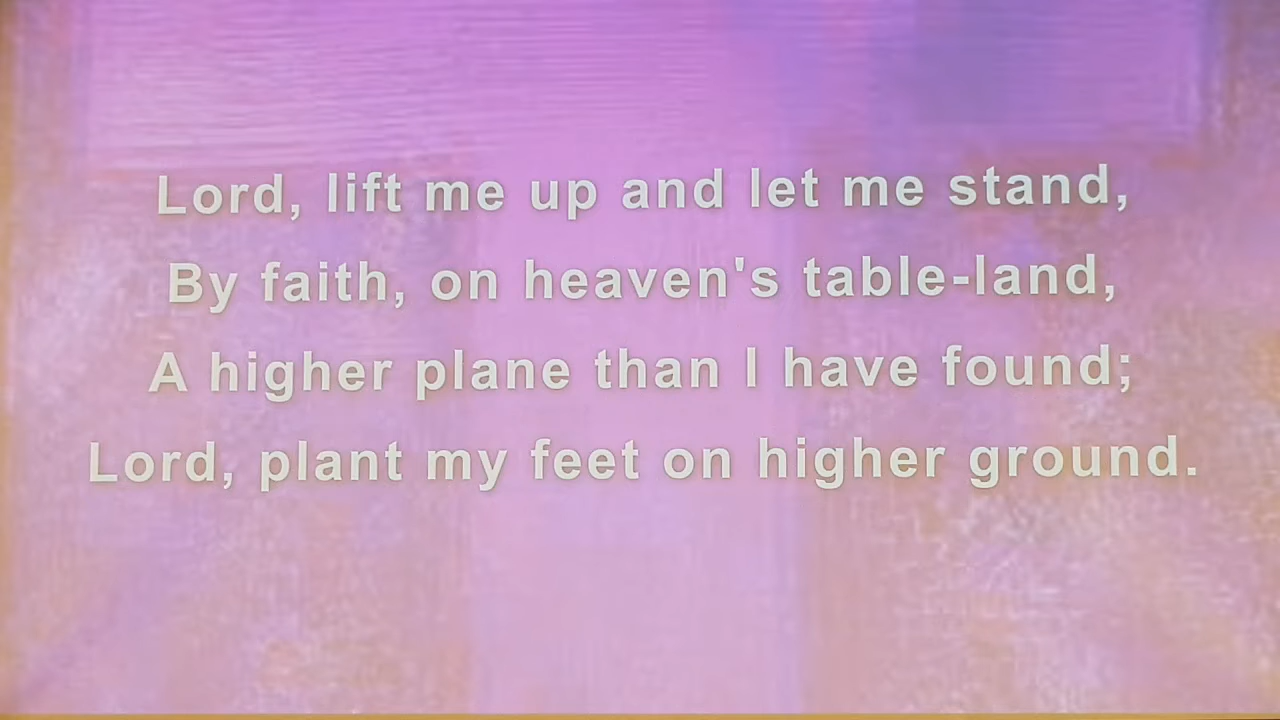 Lord, lift me up and let me stand,
By faith, on heaven's table-land,
A higher plane than I have found;
Lord, plant my feet on higher ground.